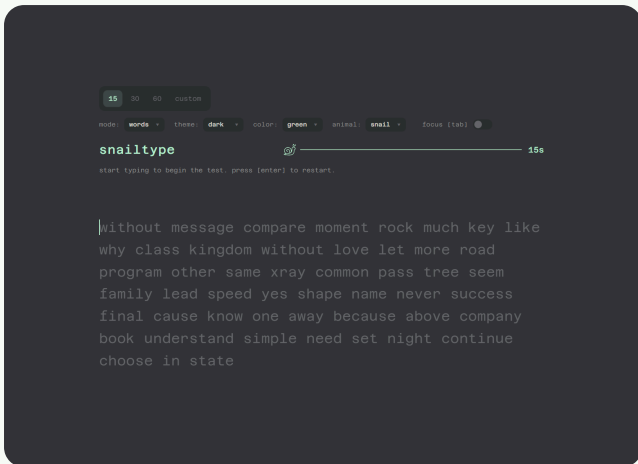 15 30 60 custom
mode: words theme: dark color: green animal: snail focus [tab]
snailtype 15s
start typing to begin the test. press [enter] to restart.
without message compare moment rock much key like
why class kingdom without love let more road
program other same xray common pass tree seem
family lead speed yes shape name never success
final cause know one away because above company
book understand simple need set night continue
choose in state